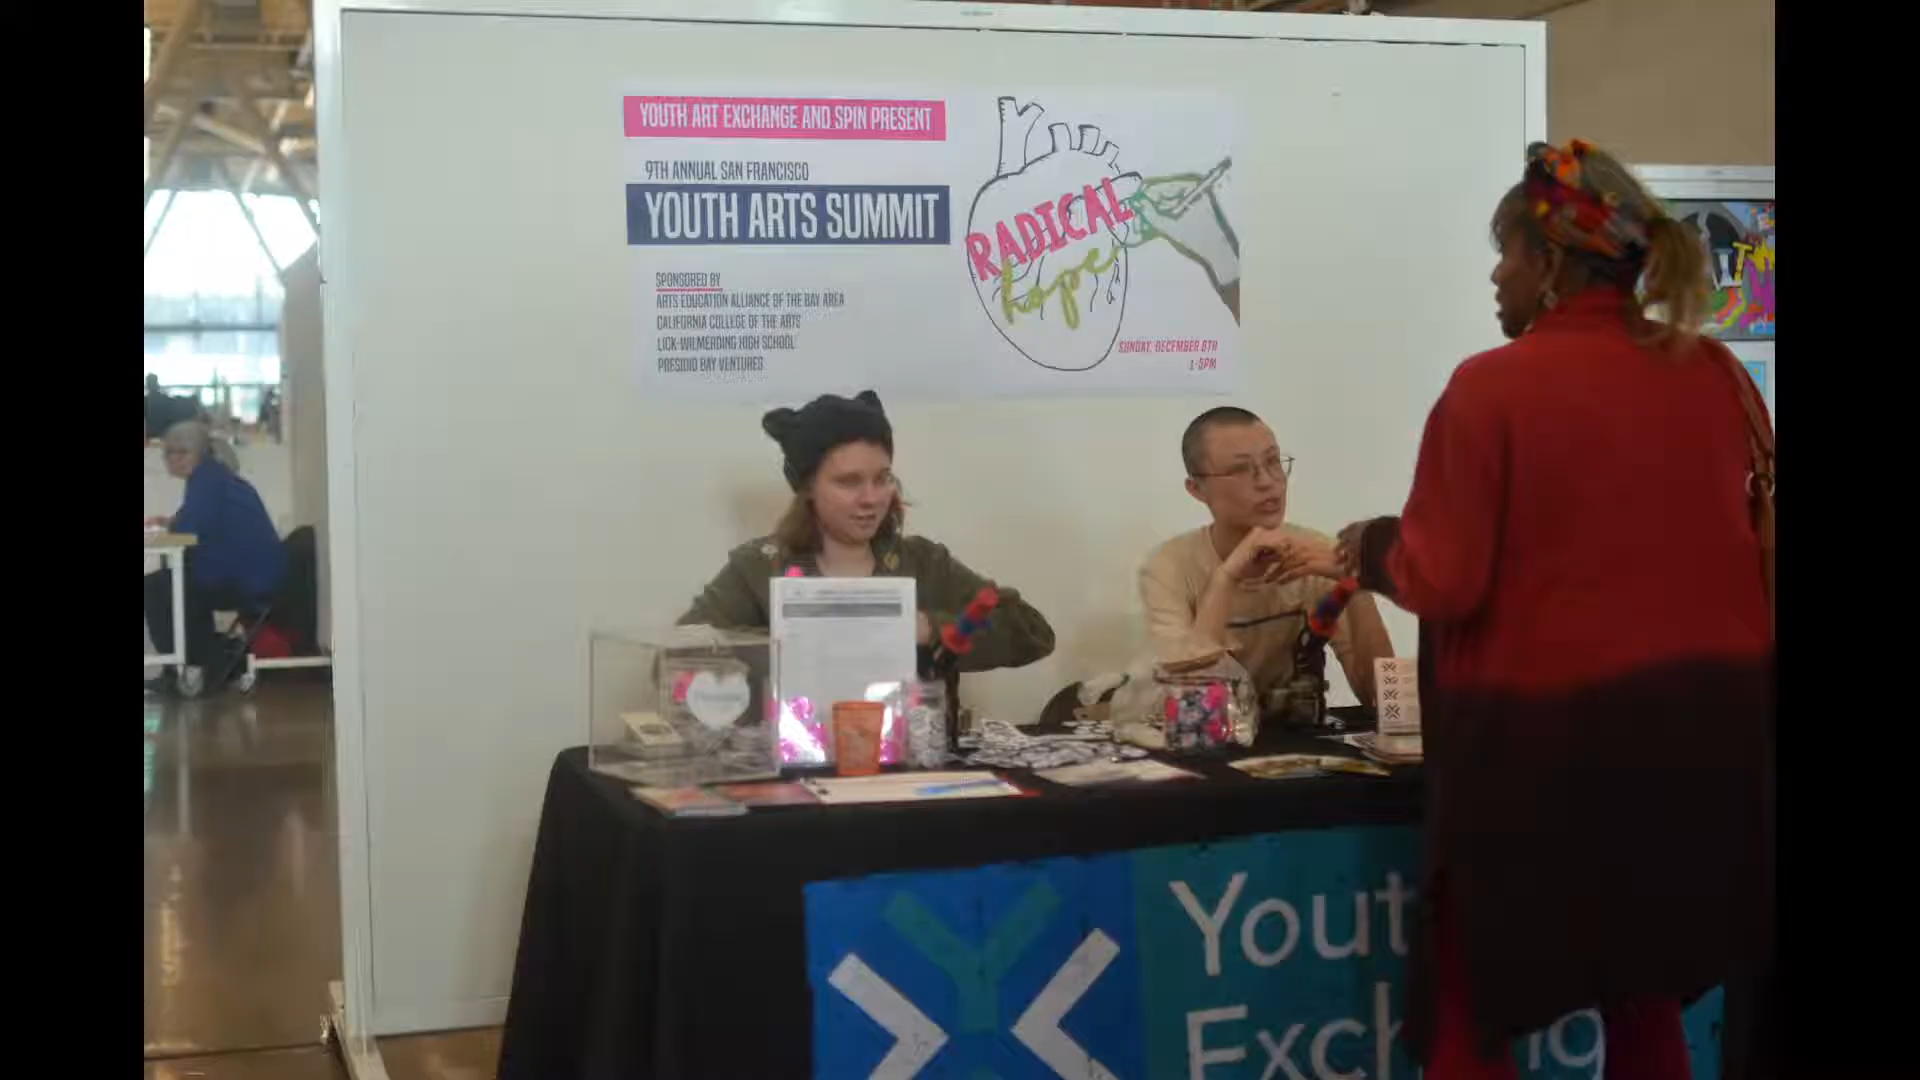 YOUTH ART EXCHANGE AND SPIN PRESENT
9TH ANNUAL SAN FRANCISCO
YOUTH ARTS SUMMIT
SPONSORED BY
ARTS EDUCATION ALLIANCE OF THE BAY AREA
CALIFORNIA COLLEGE OF THE ARTS
LICK-WILMERDING HIGH SCHOOL
PRESIDIO BAY VENTURES
RADICAL
hope
SUNDAY, DECEMBER 8TH
1-5PM
Yout
Exch ng